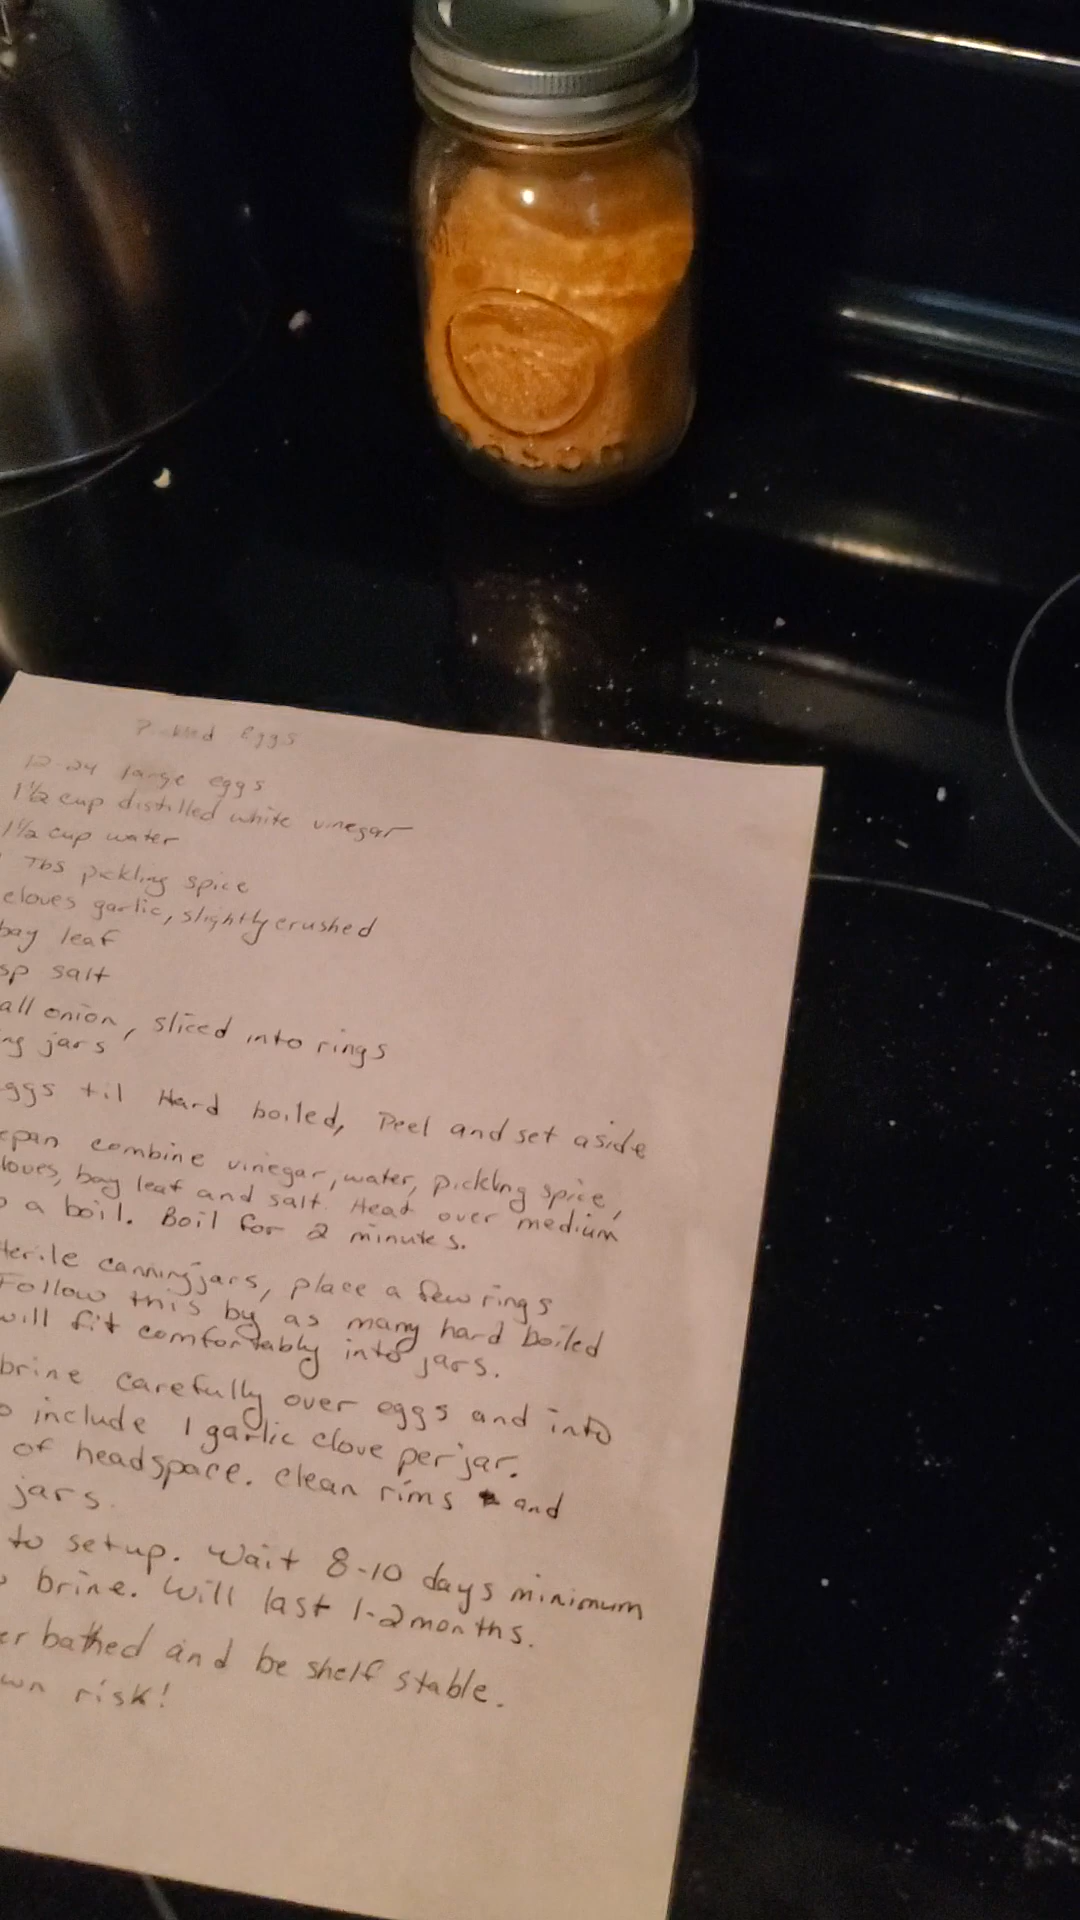 Eggs
12-24 large eggs
1½ cup distilled white vinegar
1½ cup water
Tbs pickling spice
cloves garlic, slightly crushed
bay leaf
sp salt
all onion, sliced into rings
ng jars
ggs til Hard boiled, Peel and set aside
epan combine vinegar, water, pickling spice,
loves, bay leaf and salt. Heat over medium
o a boil. Boil for 2 minutes.
terile canning jars, place a few rings
Follow this by as many hard boiled
will fit comfortably into jars.
brine carefully over eggs and into
o include 1 garlic clove per jar.
of headspace. clean rims and
jars.
to setup. Wait 8-10 days minimum
o brine. Will last 1-2 months.
er bathed and be shelf stable.
wn risk!